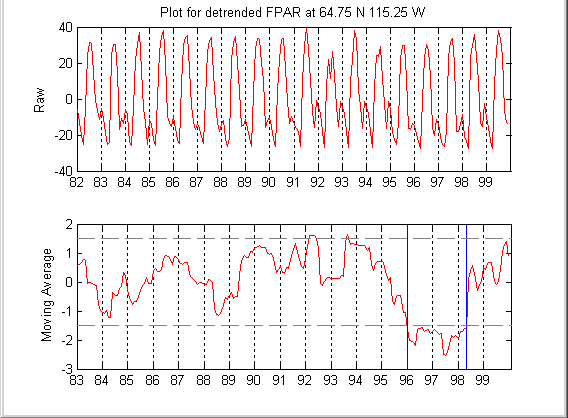 Plot for detrended FPAR at 64.75 N 115.25 W
40
20
0
-20
-40
Raw
82 83 84 85 86 87 88 89 90 91 92 93 94 95 96 97 98 99
2
1
0
-1
-2
-3
Moving Average
83 84 85 86 87 88 89 90 91 92 93 94 95 96 97 98 99